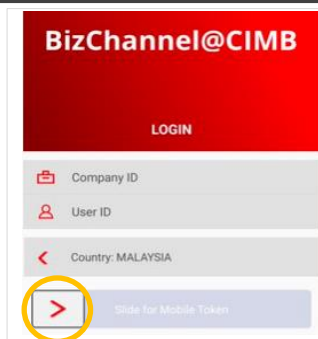 BizChannel@CIMB
LOGIN
Company ID
User ID
Country: MALAYSIA
Slide for Mobile Token